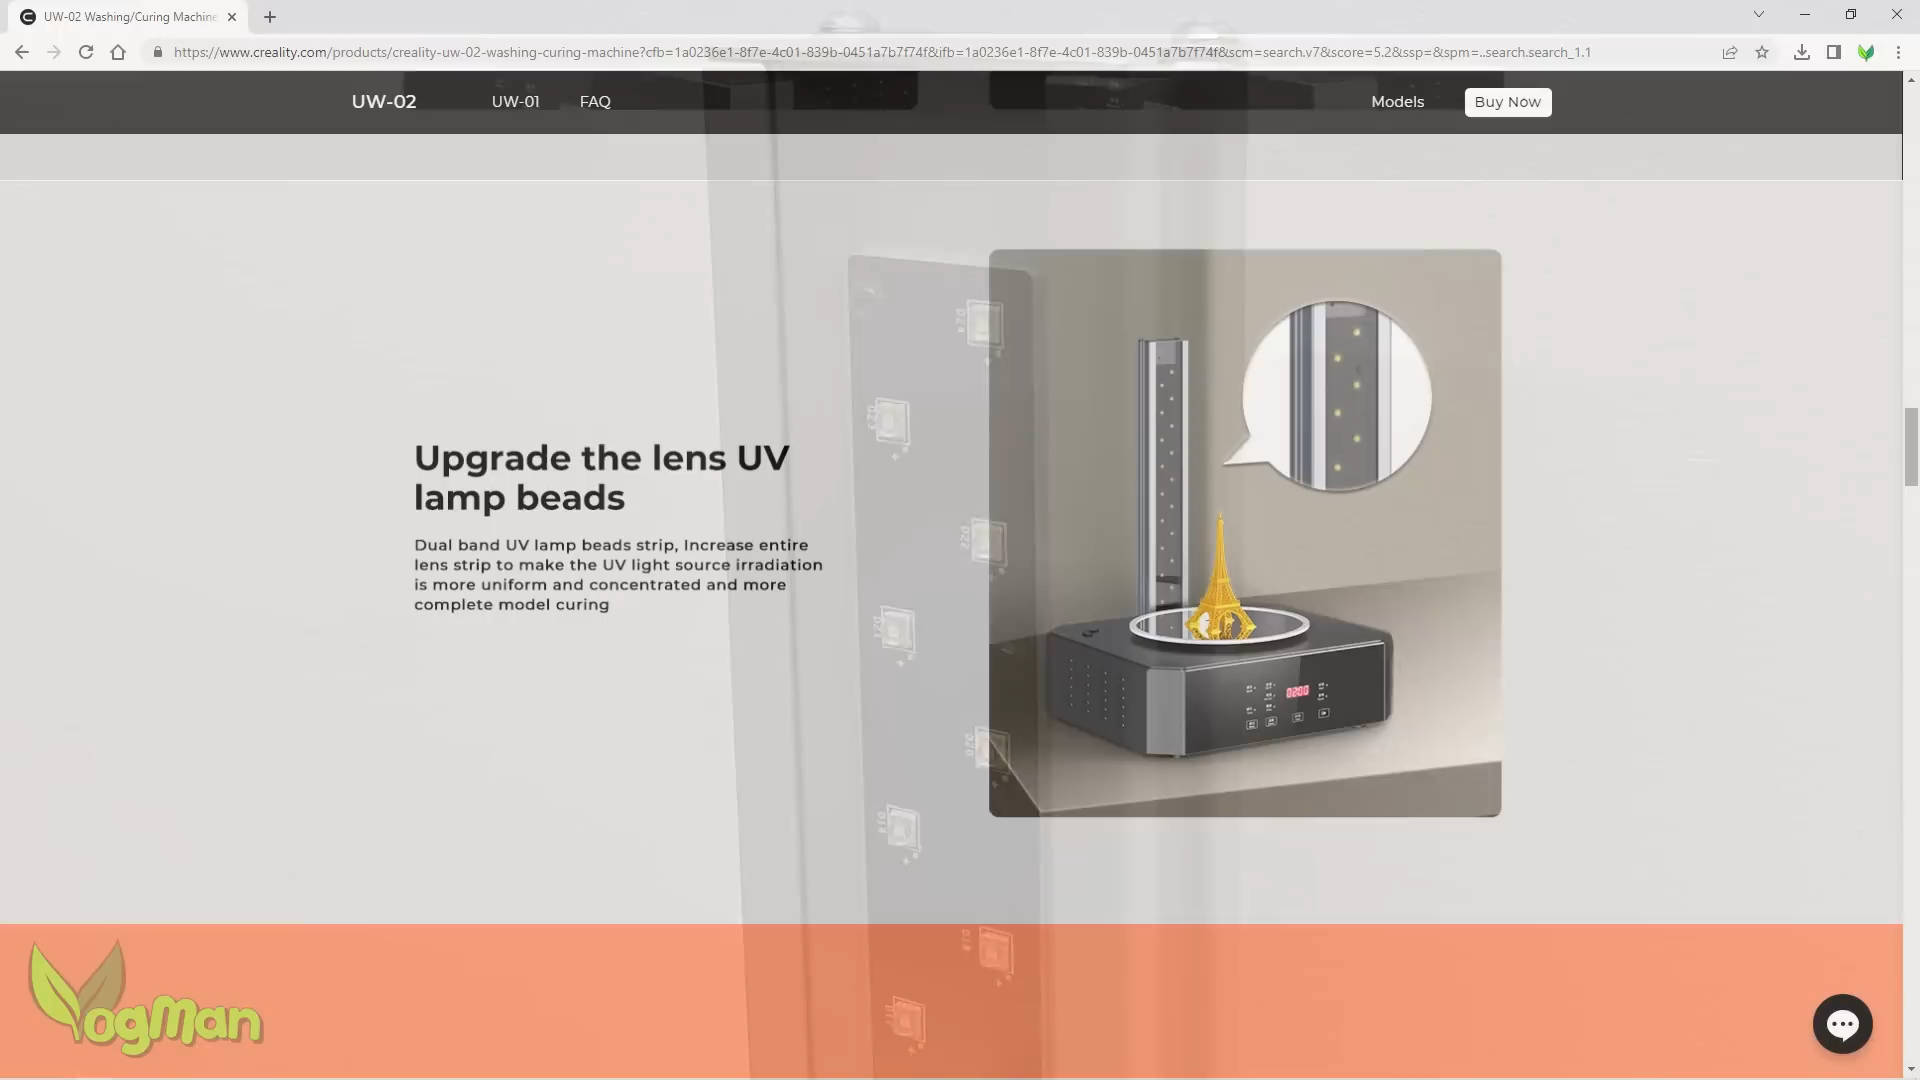 UW-02 Washing/Curing Machine
https://www.creality.com/products/creality-uw-02-washing-curing-machine?cfb=1a0236e1-8f7e-4c01-839b-0451a7b7f74f&ifb=1a0236e1-8f7e-4c01-839b-0451a7b7f74f&scm=search.v7&score=5.2&ssp=&spm=..search.search_1.1
UW-02 UW-01 FAQ Models Buy Now
Upgrade the lens UV
lamp beads
Dual band UV lamp beads strip, Increase entire
lens strip to make the UV light source irradiation
is more uniform and concentrated and more
complete model curing
0200
VogMan